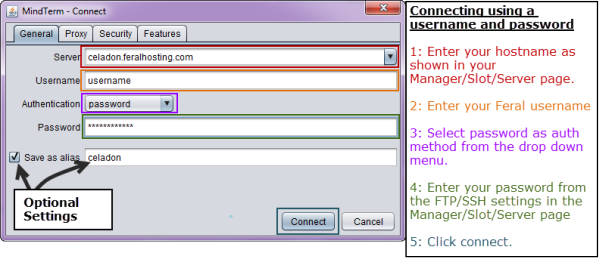 MindTerm - Connect
General Proxy Security Features
Server celadon.feralhosting.com
Username username
Authentication password
Password ************
Save as alias celadon
Optional
Settings
Connect Cancel
Connecting using a
username and password
1: Enter your hostname as
shown in your
Manager/Slot/Server page.
2: Enter your Feral username
3: Select password as auth
method from the drop down
menu.
4: Enter your password from
the FTP/SSH settings in the
Manager/Slot/Server page
5: Click connect.